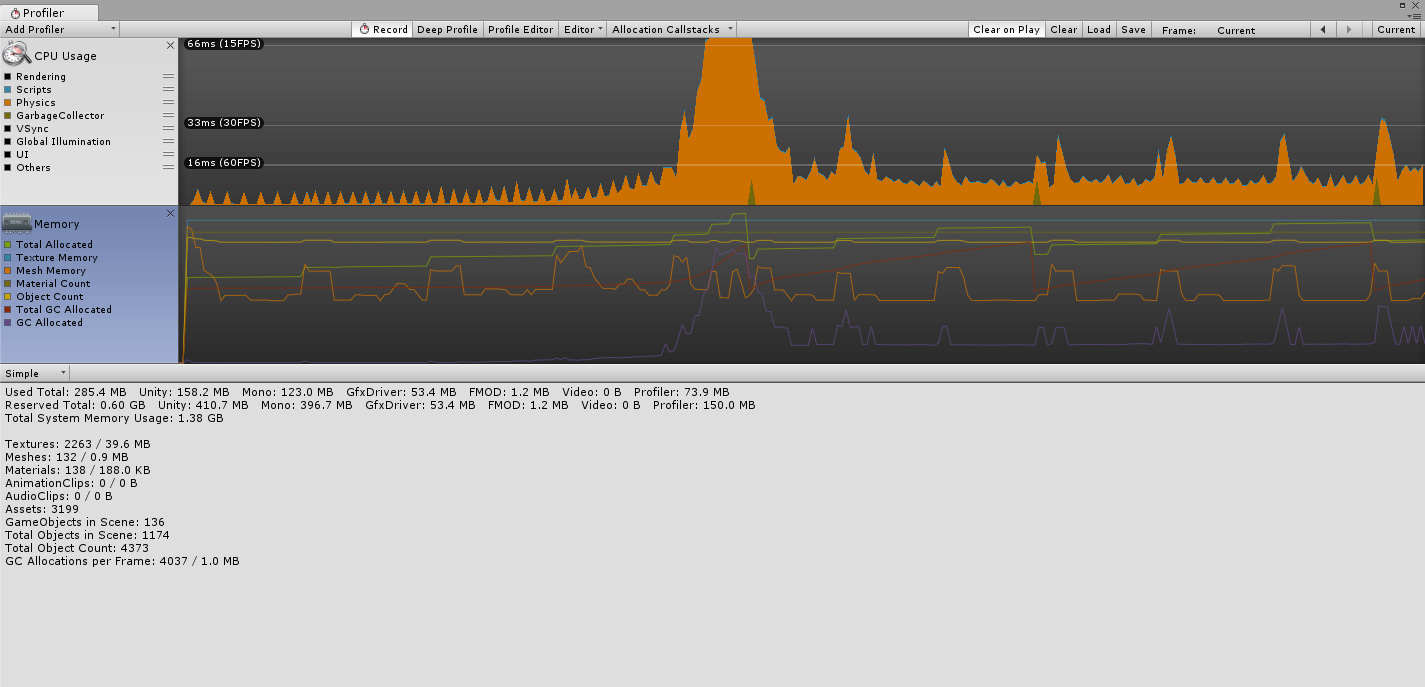 Profiler
Add Profiler Record Deep Profile Profile Editor Editor Allocation Callstacks Clear on Play Clear Load Save Frame: Current Current
CPU Usage
Rendering
Scripts
Physics
GarbageCollector
VSync
Global Illumination
UI
Others
66ms (15FPS)
33ms (30FPS)
16ms (60FPS)
Memory
Total Allocated
Texture Memory
Mesh Memory
Material Count
Object Count
Total GC Allocated
GC Allocated
Simple
Used Total: 285.4 MB Unity: 158.2 MB Mono: 123.0 MB GfxDriver: 53.4 MB FMOD: 1.2 MB Video: 0 B Profiler: 73.9 MB
Reserved Total: 0.60 GB Unity: 410.7 MB Mono: 396.7 MB GfxDriver: 53.4 MB FMOD: 1.2 MB Video: 0 B Profiler: 150.0 MB
Total System Memory Usage: 1.38 GB
Textures: 2263 / 39.6 MB
Meshes: 132 / 0.9 MB
Materials: 138 / 188.0 KB
AnimationClips: 0 / 0 B
AudioClips: 0 / 0 B
Assets: 3199
GameObjects in Scene: 136
Total Objects in Scene: 1174
Total Object Count: 4373
GC Allocations per Frame: 4037 / 1.0 MB